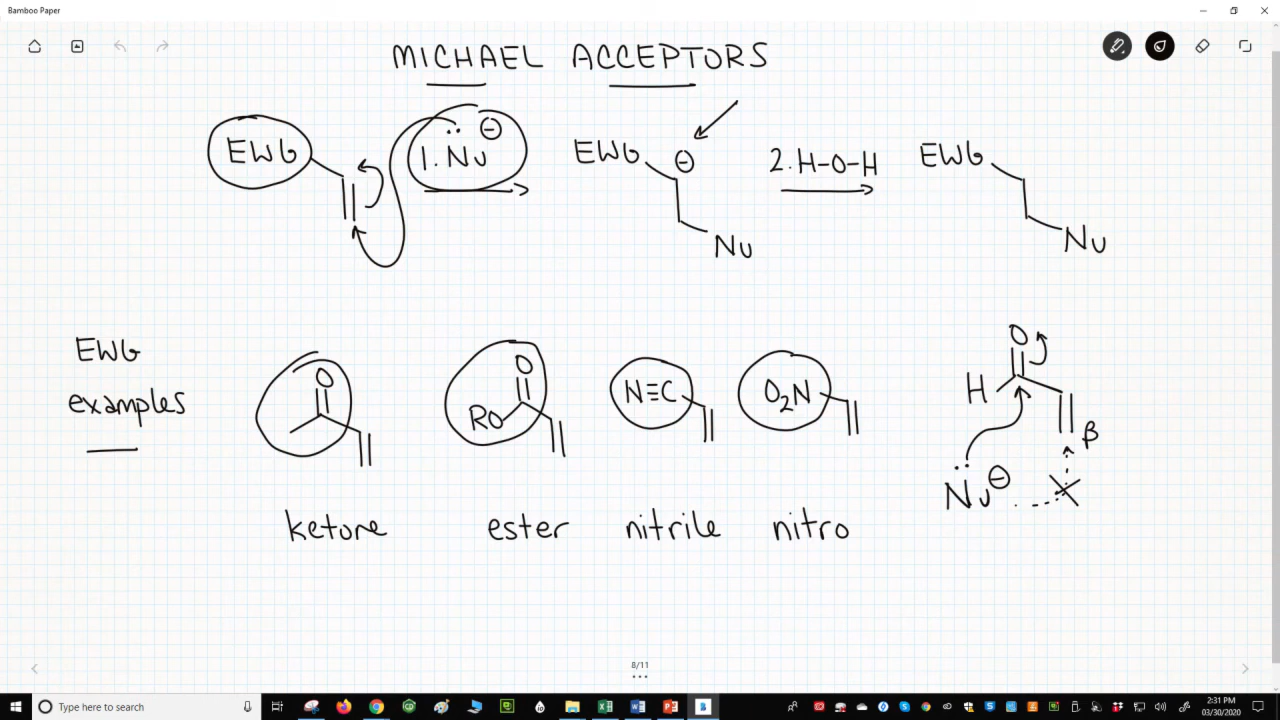 Bamboo Paper
MICHAEL ACCEPTORS
EWG
1. Nu ⊖
EWG ⊖
Nu
2. H-O-H
EWG
Nu
EWG
examples
O
O
RO
N≡C
O₂N
O
H
β
Nu ⊖
ketone
ester
nitrile
nitro
8/11
Type here to search
2:31 PM
03/30/2020